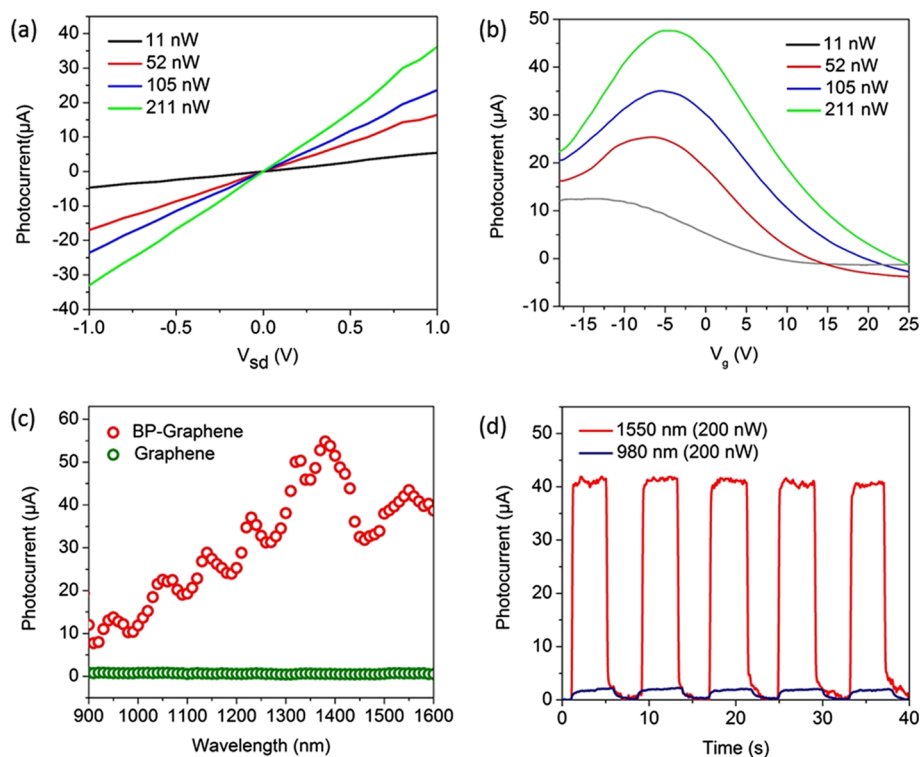 (a)
11 nW
52 nW
105 nW
211 nW
Photocurrent(μA)
40
30
20
10
0
-10
-20
-30
-40
-1.0 -0.5 0.0 0.5 1.0
Vsd (V)
(b)
11 nW
52 nW
105 nW
211 nW
Photocurrent (μA)
50
40
30
20
10
0
-10
-15 -10 -5 0 5 10 15 20 25
Vg (V)
(c)
BP-Graphene
Graphene
Photocurrent (μA)
60
50
40
30
20
10
0
900 1000 1100 1200 1300 1400 1500 1600
Wavelength (nm)
(d)
1550 nm (200 nW)
980 nm (200 nW)
Photocurrent (μA)
50
40
30
20
10
0
0 10 20 30 40
Time (s)